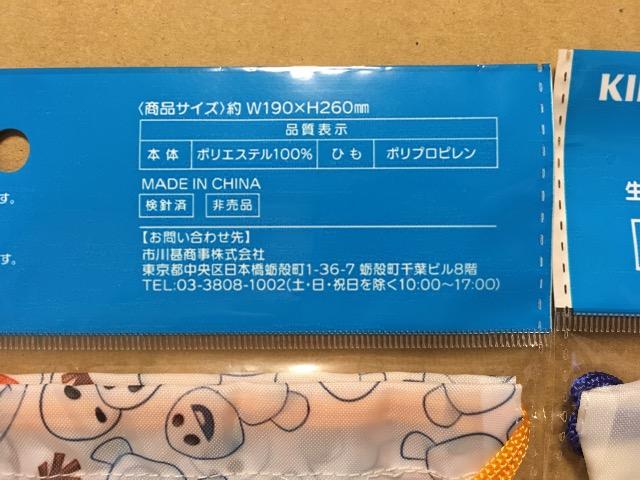 〈商品サイズ〉約 W190×H260mm
品質表示
本体 ポリエステル100% ひも ポリプロピレン
MADE IN CHINA
検針済 非売品
【お問い合わせ先】
市川甚商事株式会社
東京都中央区日本橋蛎殻町1-36-7 蛎殻町千葉ビル8階
TEL:03-3808-1002(土・日・祝日を除く10:00～17:00)
す。
す。
KI
生